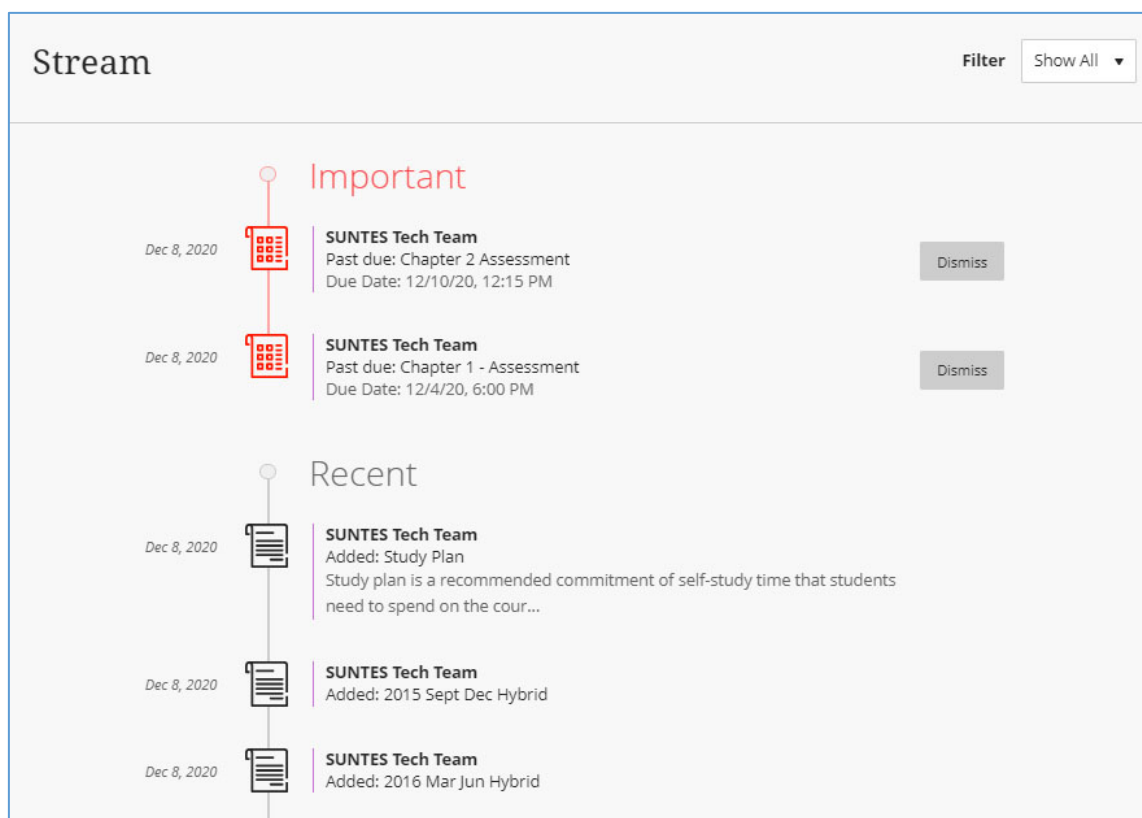 Stream
Filter
Show All
Important
Dec 8, 2020
SUNTES Tech Team
Past due: Chapter 2 Assessment
Due Date: 12/10/20, 12:15 PM
Dismiss
Dec 8, 2020
SUNTES Tech Team
Past due: Chapter 1 - Assessment
Due Date: 12/4/20, 6:00 PM
Dismiss
Recent
Dec 8, 2020
SUNTES Tech Team
Added: Study Plan
Study plan is a recommended commitment of self-study time that students
need to spend on the cour...
Dec 8, 2020
SUNTES Tech Team
Added: 2015 Sept Dec Hybrid
Dec 8, 2020
SUNTES Tech Team
Added: 2016 Mar Jun Hybrid